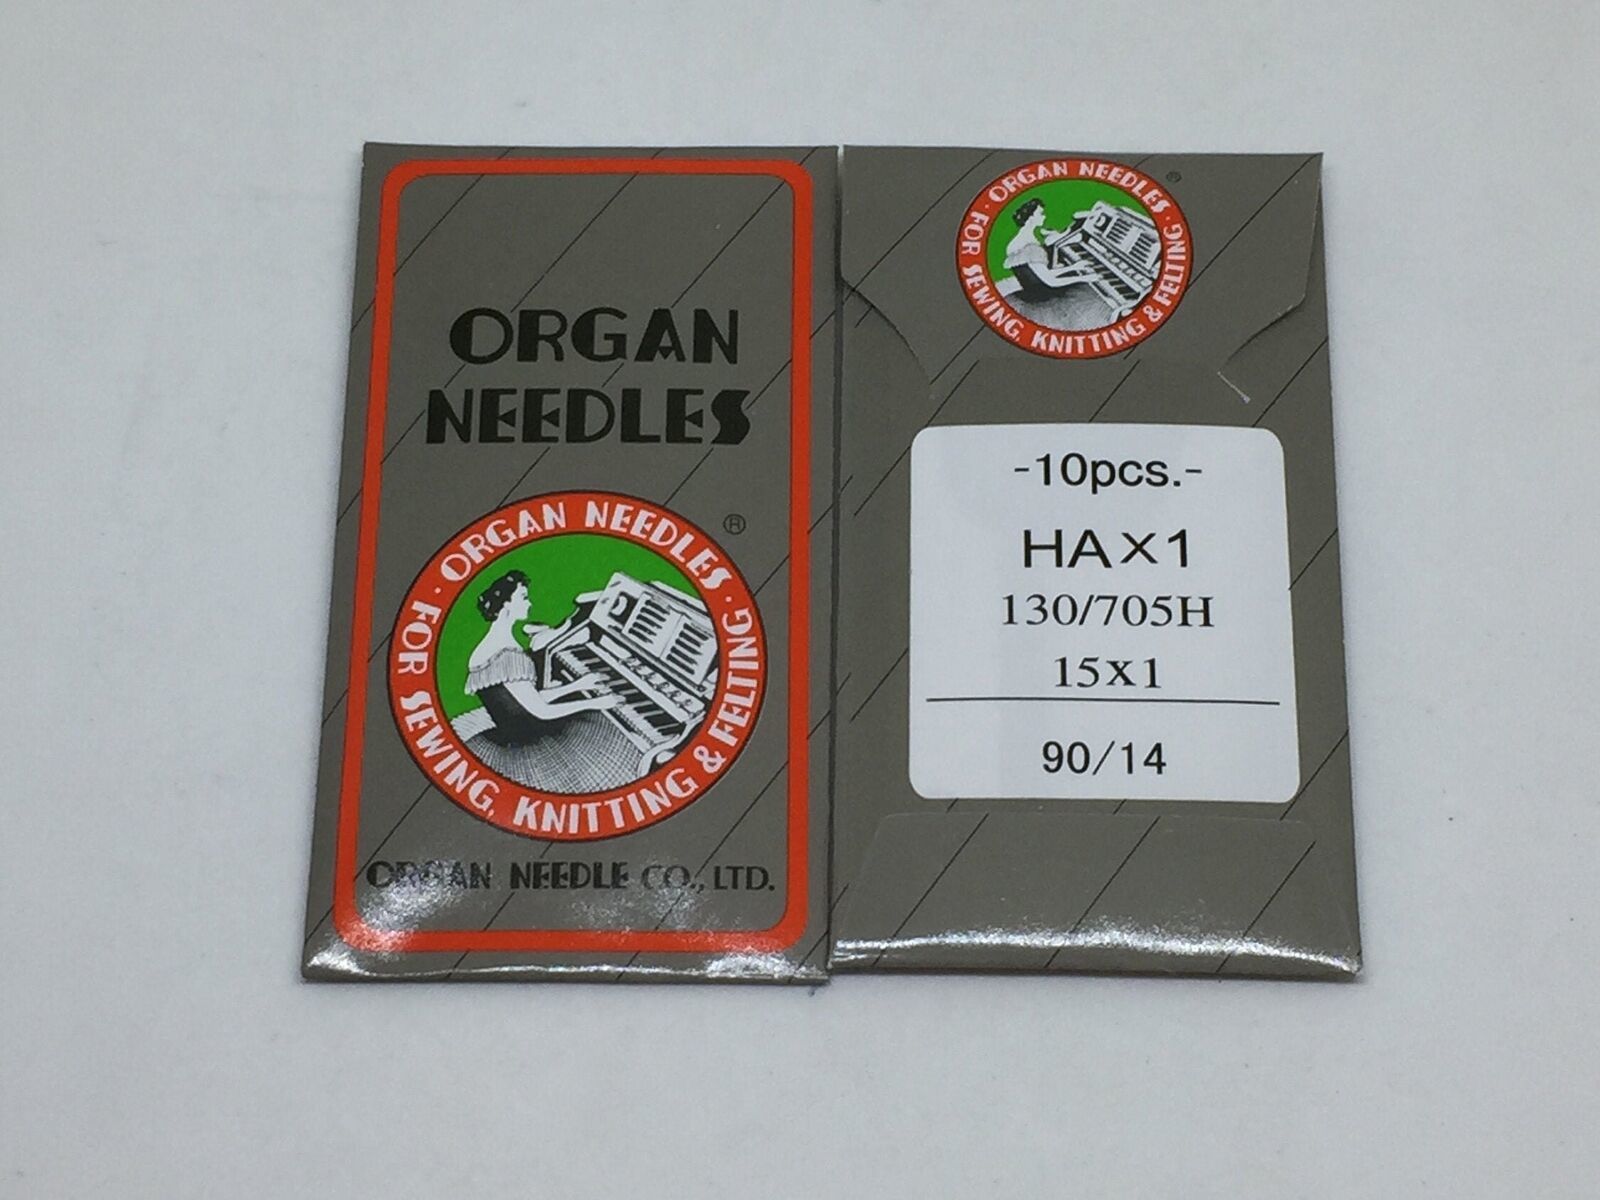 ORGAN
NEEDLES
ORGAN NEEDLES ®
· FOR SEWING, KNITTING & FELTING ·
ORGAN NEEDLE CO., LTD.
ORGAN NEEDLES ®
· FOR SEWING, KNITTING & FELTING ·
-10pcs.-
HA×1
130/705H
15x1
90/14